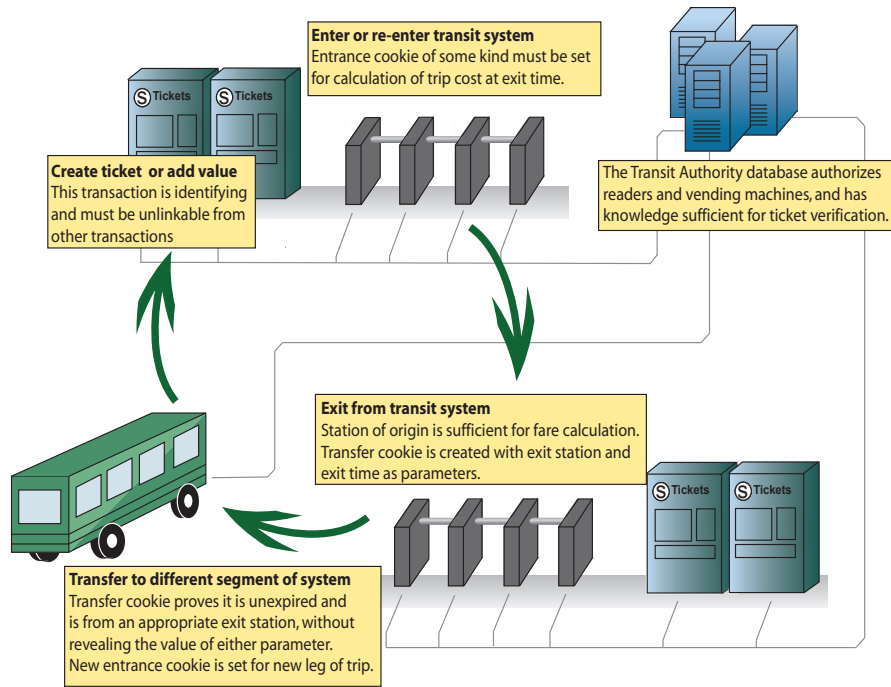 Enter or re-enter transit system
Entrance cookie of some kind must be set
for calculation of trip cost at exit time.
S Tickets
S Tickets
Create ticket or add value
This transaction is identifying
and must be unlinkable from
other transactions
The Transit Authority database authorizes
readers and vending machines, and has
knowledge sufficient for ticket verification.
Exit from transit system
Station of origin is sufficient for fare calculation.
Transfer cookie is created with exit station and
exit time as parameters.
S Tickets
S Tickets
Transfer to different segment of system
Transfer cookie proves it is unexpired and
is from an appropriate exit station, without
revealing the value of either parameter.
New entrance cookie is set for new leg of trip.